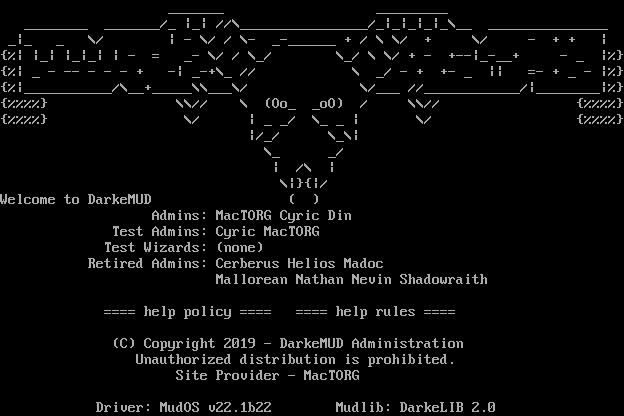 Welcome to DarkeMUD
Admins: MacTORG Cyric Din
Test Admins: Cyric MacTORG
Test Wizards: (none)
Retired Admins: Cerberus Helios Madoc
Mallorean Nathan Nevin Shadowraith
==== help policy ==== ==== help rules ====
(C) Copyright 2019 - DarkeMUD Administration
Unauthorized distribution is prohibited.
Site Provider - MacTORG
Driver: MudOS v22.1b22 Mudlib: DarkeLIB 2.0